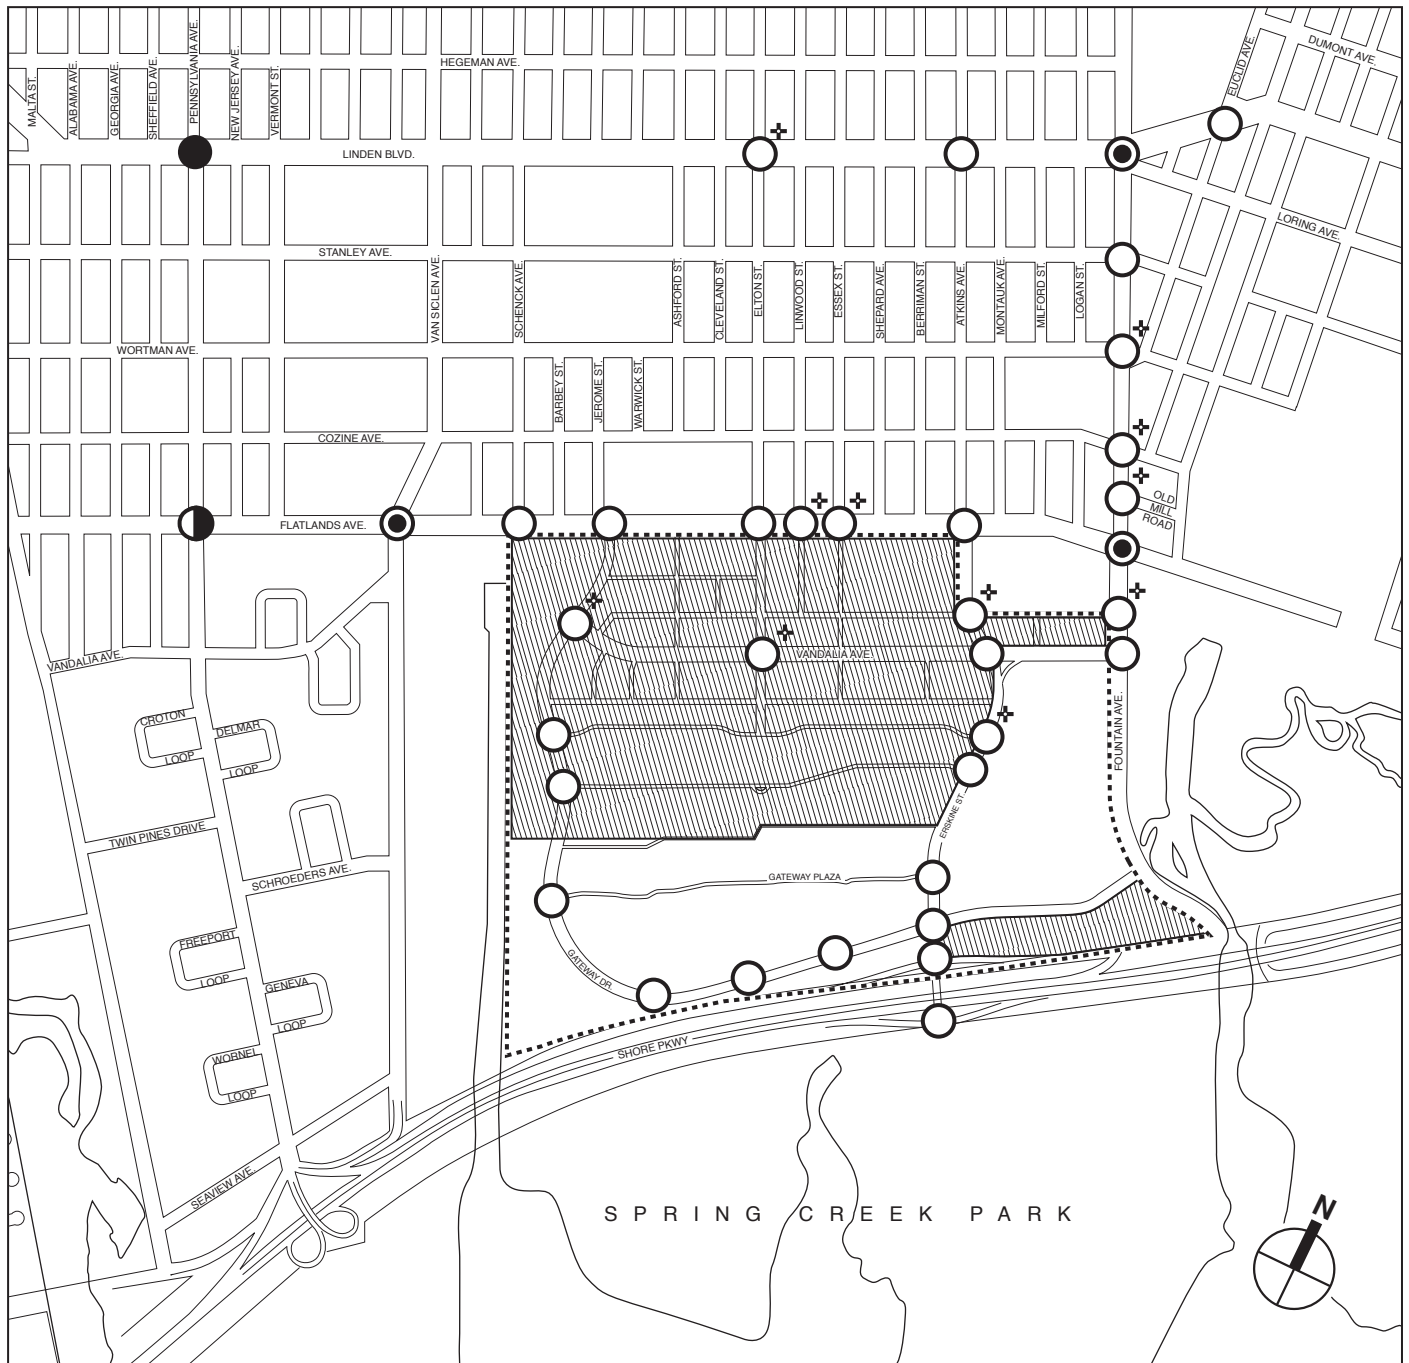 DUMONT AVE.
EUCLID AVE.
HEGEMAN AVE.
MALTA ST.
ALABAMA AVE.
GEORGIA AVE.
SHEFFIELD AVE.
PENNSYLVANIA AVE.
NEW JERSEY AVE.
VERMONT ST.
LINDEN BLVD.
LORING AVE.
STANLEY AVE.
VAN SICLEN AVE.
SCHENCK AVE.
ASHFORD ST.
CLEVELAND ST.
ELTON ST.
LINWOOD ST.
ESSEX ST.
SHEPARD AVE.
BERRIMAN ST.
ATKINS AVE.
MONTAUK AVE.
MILFORD ST.
LOGAN ST.
WORTMAN AVE.
BARBEY ST.
JEROME ST.
WARWICK ST.
COZINE AVE.
OLD
MILL
ROAD
FLATLANDS AVE.
VANDALIA AVE.
VANDALIA AVE.
CROTON
LOOP
DELMAR
LOOP
FOUNTAIN AVE.
ERSKINE ST.
TWIN PINES DRIVE
SCHROEDERS AVE.
GATEWAY PLAZA
FREEPORT
LOOP
GATEWAY DR.
GENEVA
LOOP
SHORE PKWY
WORNEL
LOOP
SEAVIEW AVE.
SPRING CREEK PARK
N